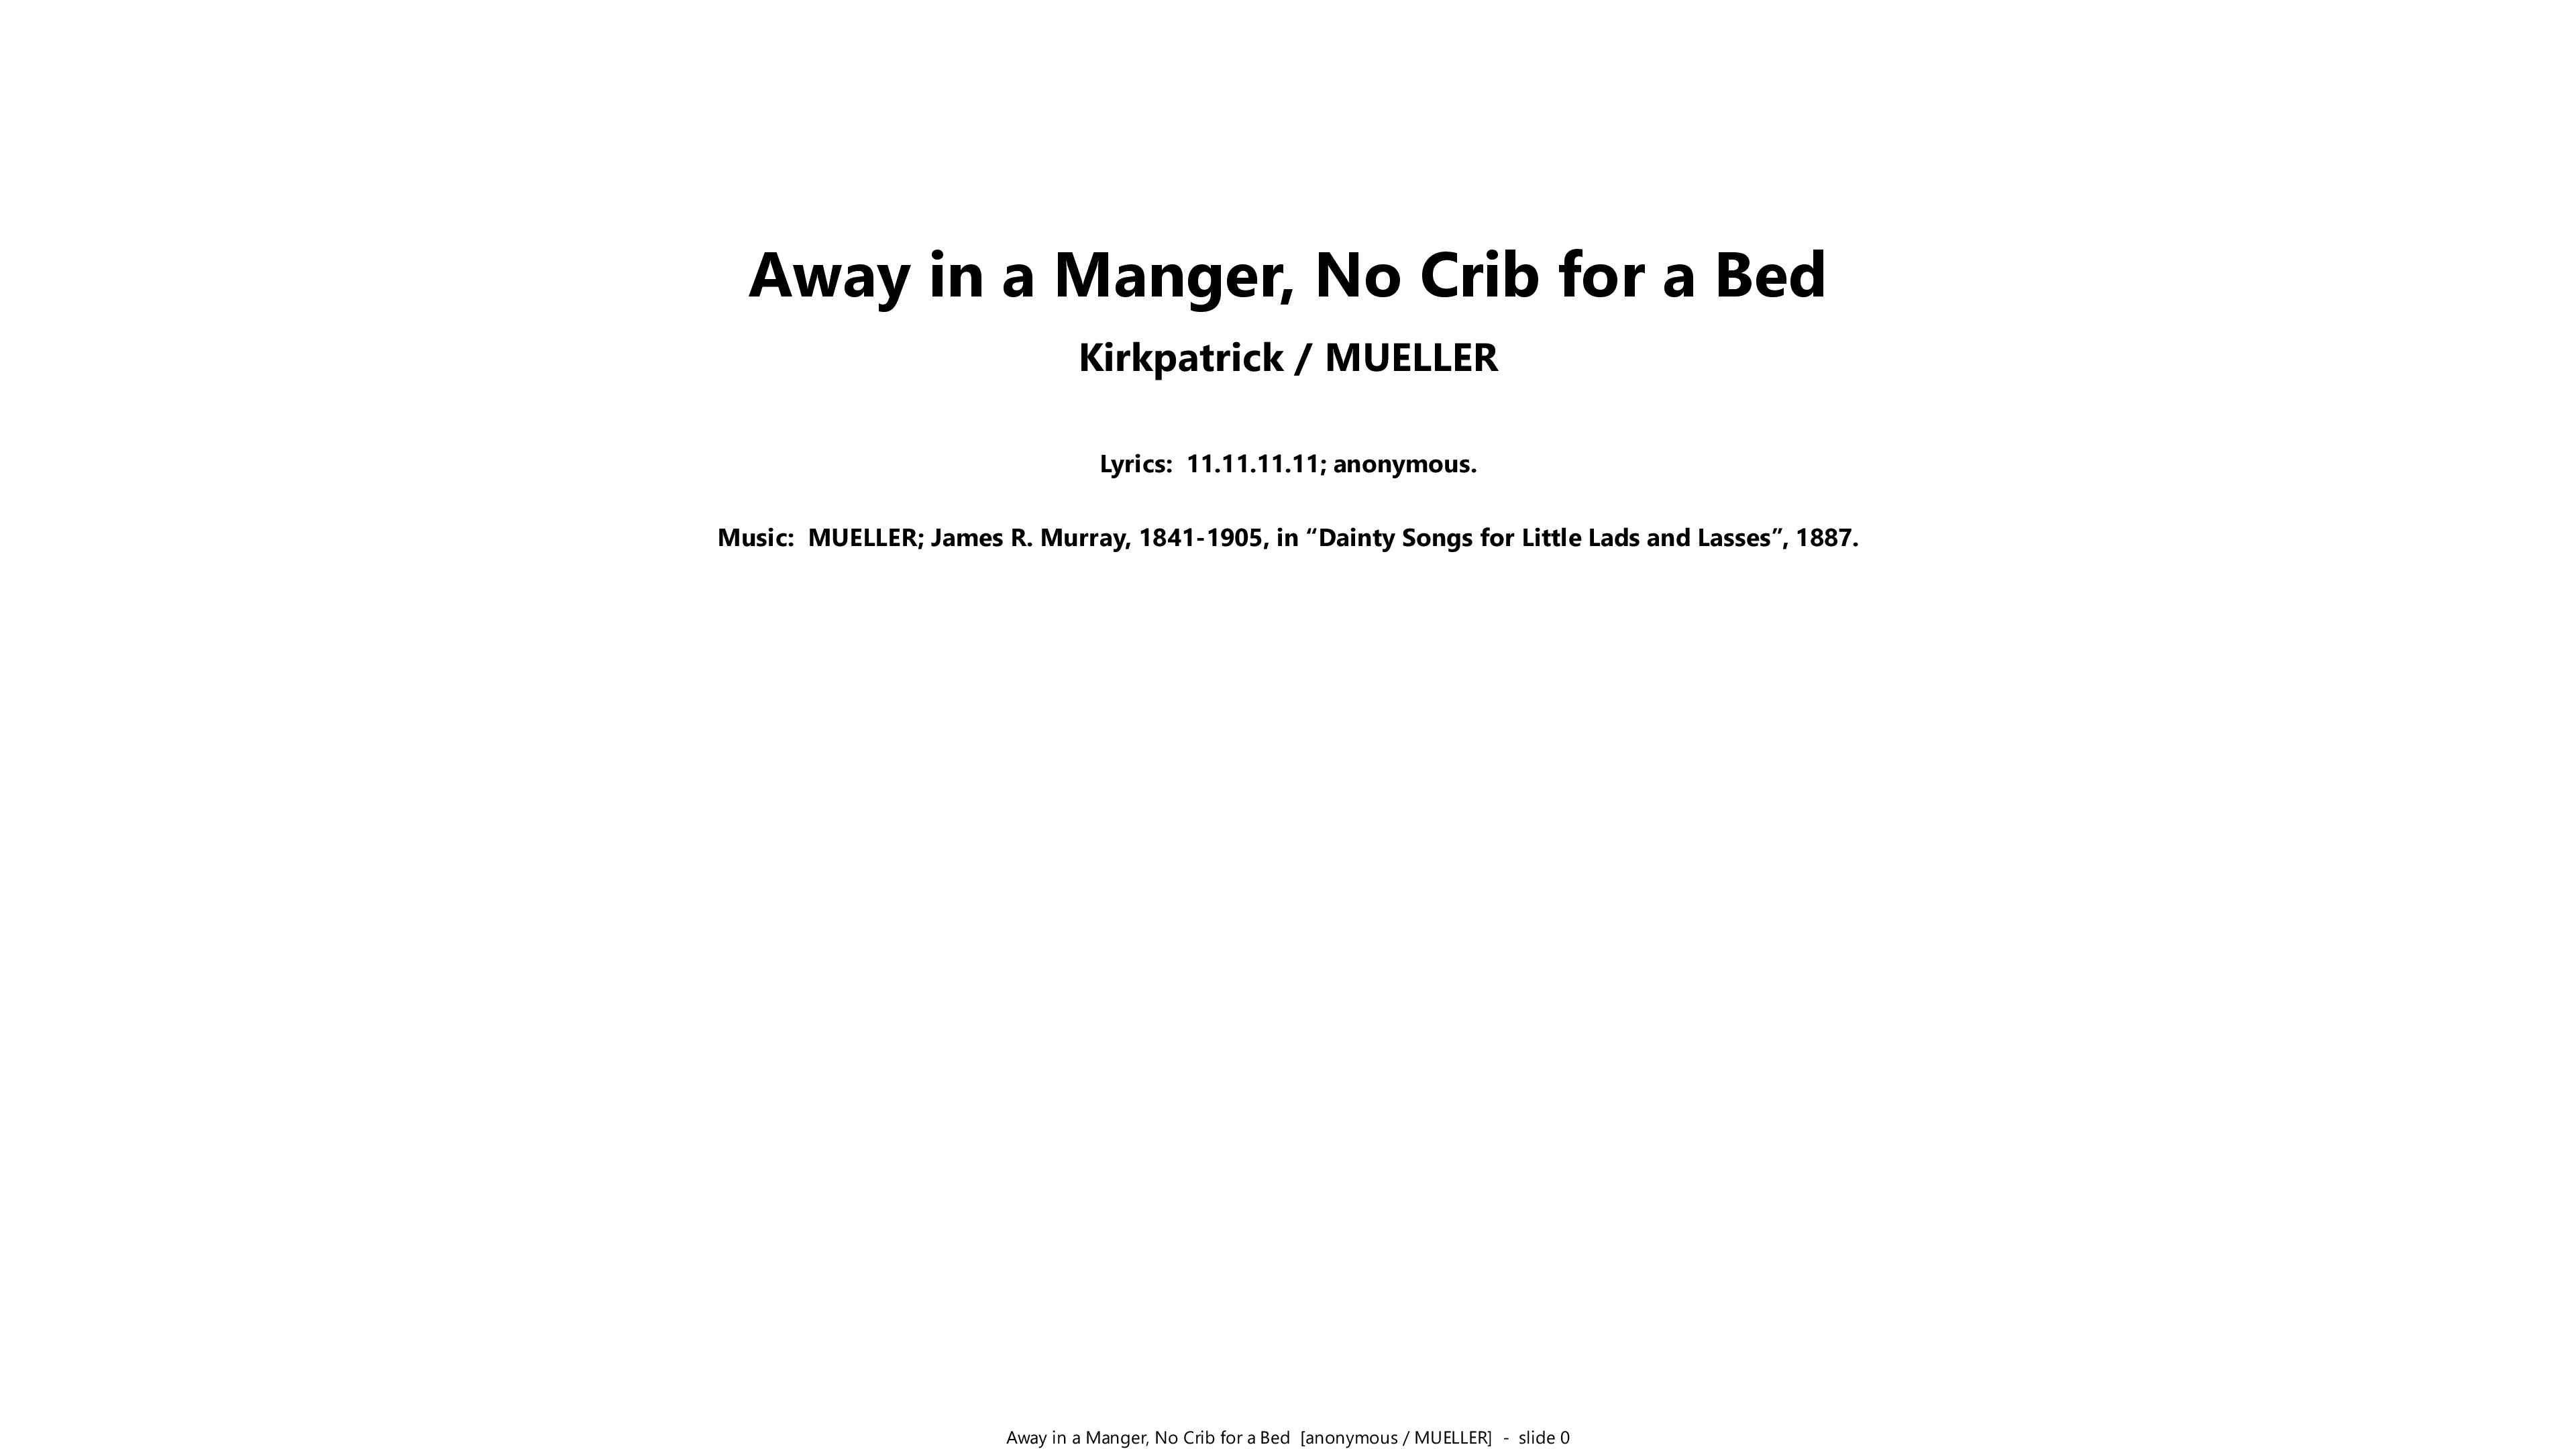 Away in a Manger, No Crib for a Bed
Kirkpatrick / MUELLER
Lyrics:  11.11.11.11; anonymous.
Music:  MUELLER; James R. Murray, 1841-1905, in “Dainty Songs for Little Lads and Lasses”, 1887.
Away in a Manger, No Crib for a Bed  [anonymous / MUELLER]  -  slide 0